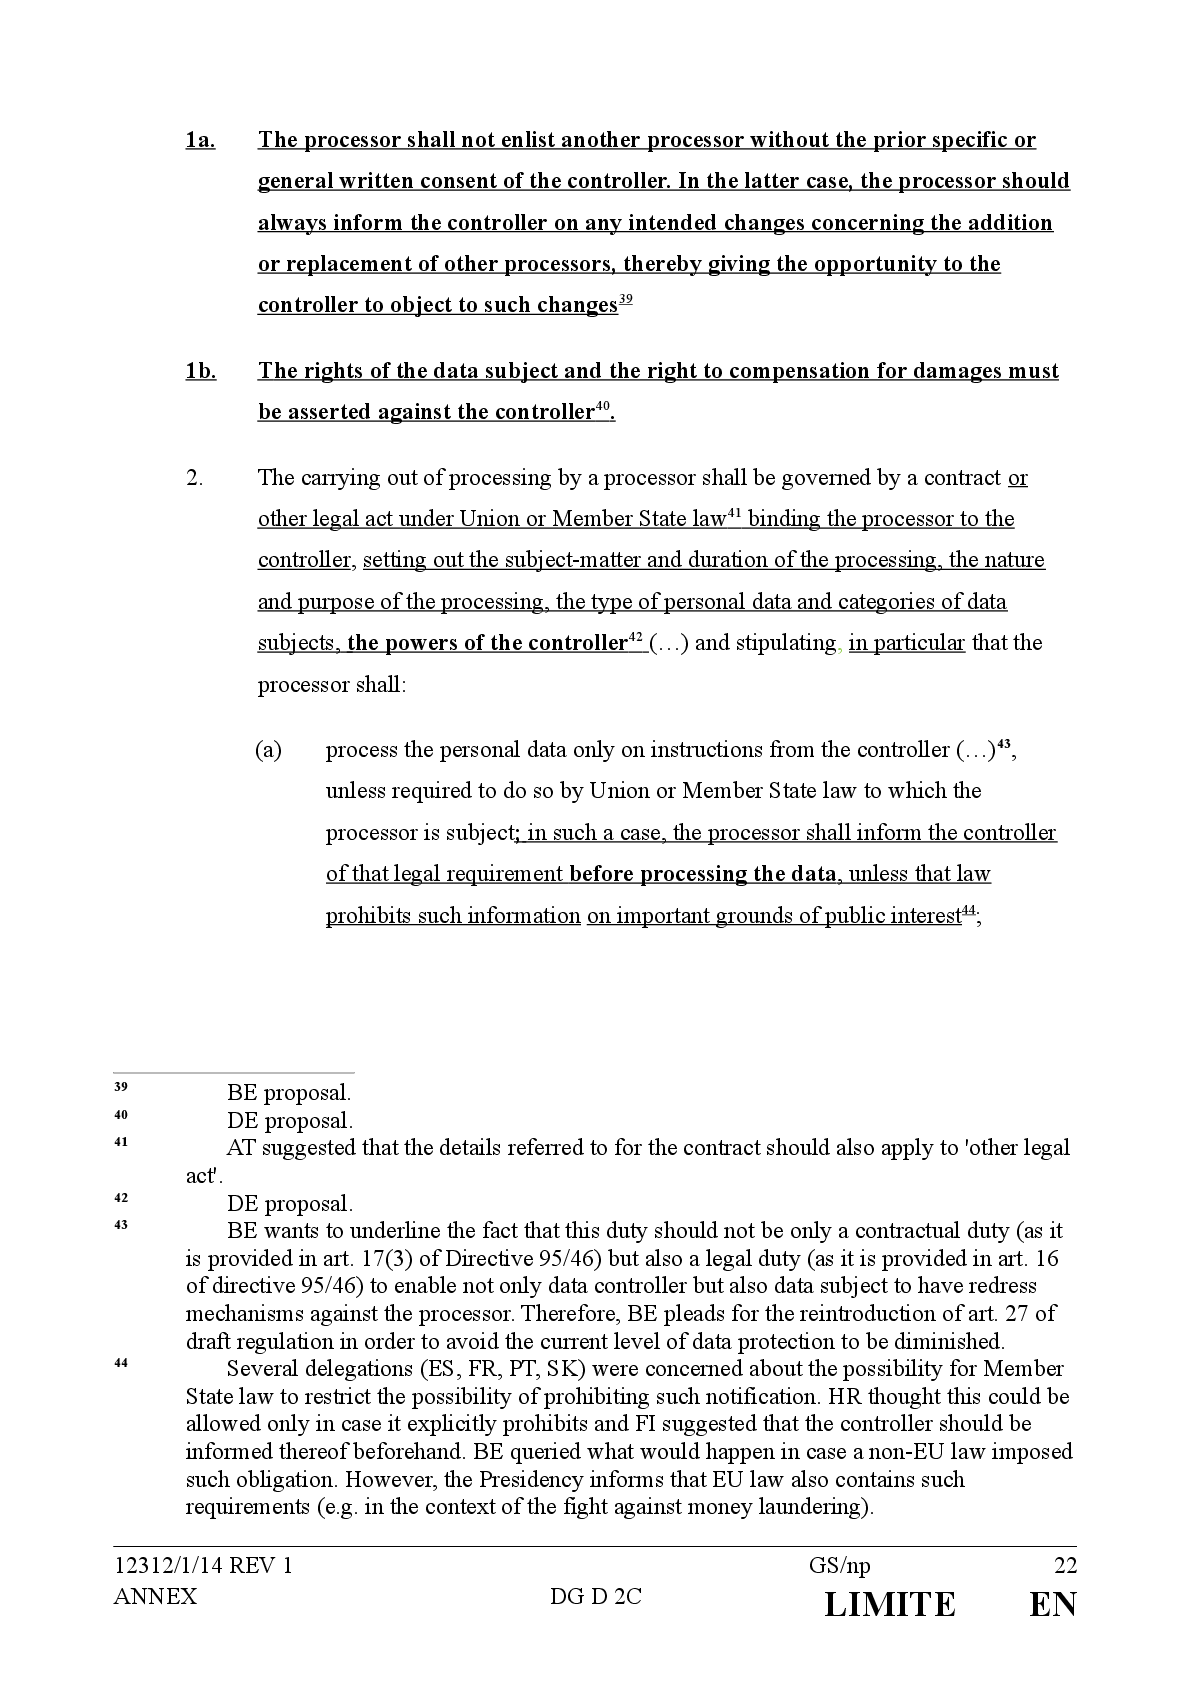 1a. The processor shall not enlist another processor without the prior specific or
general written consent of the controller. In the latter case, the processor should
always inform the controller on any intended changes concerning the addition
or replacement of other processors, thereby giving the opportunity to the
controller to object to such changes39
1b. The rights of the data subject and the right to compensation for damages must
be asserted against the controller40.
2. The carrying out of processing by a processor shall be governed by a contract or
other legal act under Union or Member State law41 binding the processor to the
controller, setting out the subject-matter and duration of the processing, the nature
and purpose of the processing, the type of personal data and categories of data
subjects, the powers of the controller42 (…) and stipulating, in particular that the
processor shall:
(a) process the personal data only on instructions from the controller (…)43,
unless required to do so by Union or Member State law to which the
processor is subject; in such a case, the processor shall inform the controller
of that legal requirement before processing the data, unless that law
prohibits such information on important grounds of public interest44;
39 BE proposal.
40 DE proposal.
41 AT suggested that the details referred to for the contract should also apply to 'other legal
act'.
42 DE proposal.
43 BE wants to underline the fact that this duty should not be only a contractual duty (as it
is provided in art. 17(3) of Directive 95/46) but also a legal duty (as it is provided in art. 16
of directive 95/46) to enable not only data controller but also data subject to have redress
mechanisms against the processor. Therefore, BE pleads for the reintroduction of art. 27 of
draft regulation in order to avoid the current level of data protection to be diminished.
44 Several delegations (ES, FR, PT, SK) were concerned about the possibility for Member
State law to restrict the possibility of prohibiting such notification. HR thought this could be
allowed only in case it explicitly prohibits and FI suggested that the controller should be
informed thereof beforehand. BE queried what would happen in case a non-EU law imposed
such obligation. However, the Presidency informs that EU law also contains such
requirements (e.g. in the context of the fight against money laundering).
12312/1/14 REV 1 GS/np 22
ANNEX DG D 2C LIMITE EN